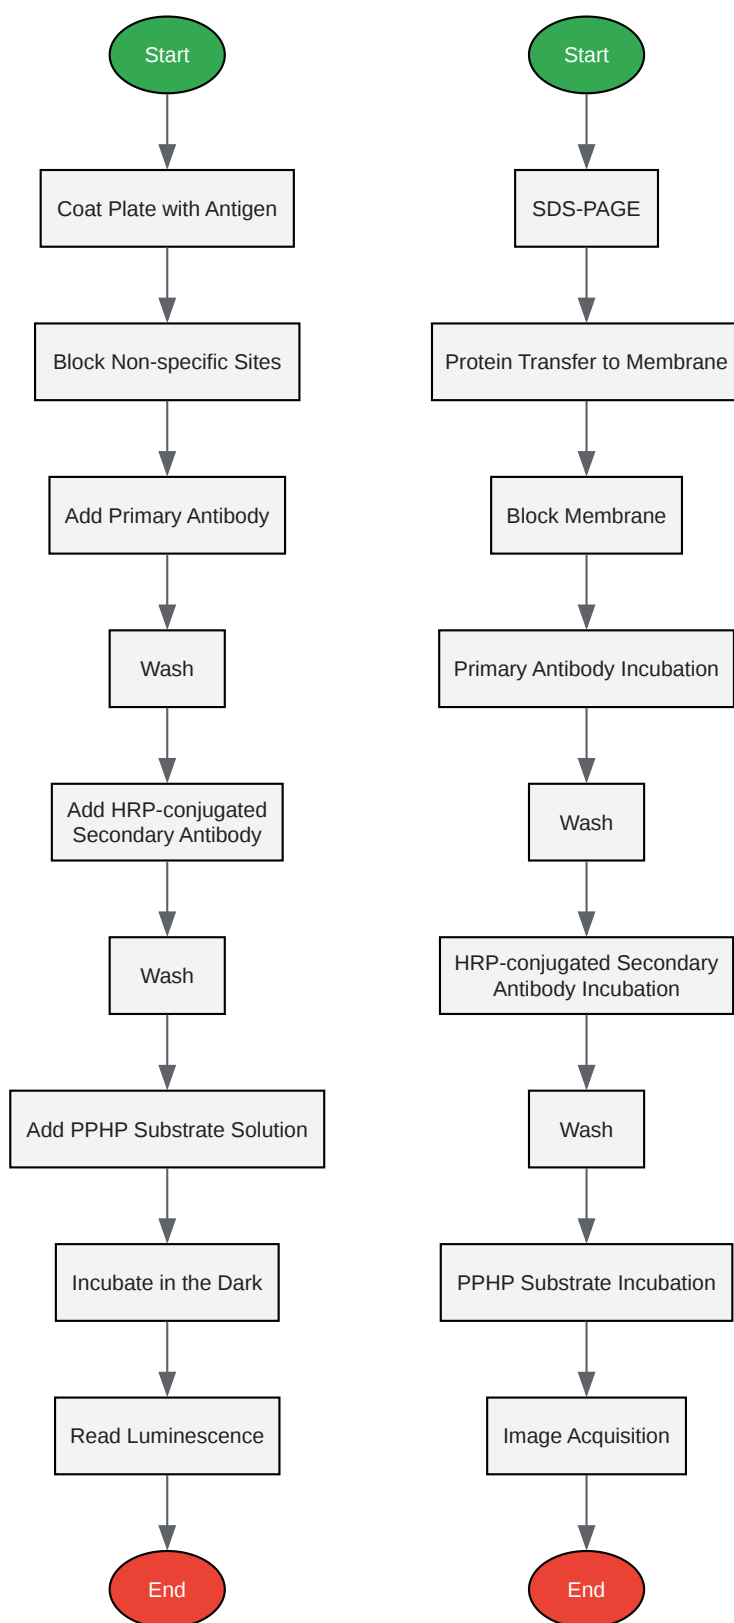 Start
Coat Plate with Antigen
Block Non-specific Sites
Add Primary Antibody
Wash
Add HRP-conjugated
Secondary Antibody
Wash
Add PPHP Substrate Solution
Incubate in the Dark
Read Luminescence
End
Start
SDS-PAGE
Protein Transfer to Membrane
Block Membrane
Primary Antibody Incubation
Wash
HRP-conjugated Secondary
Antibody Incubation
Wash
PPHP Substrate Incubation
Image Acquisition
End